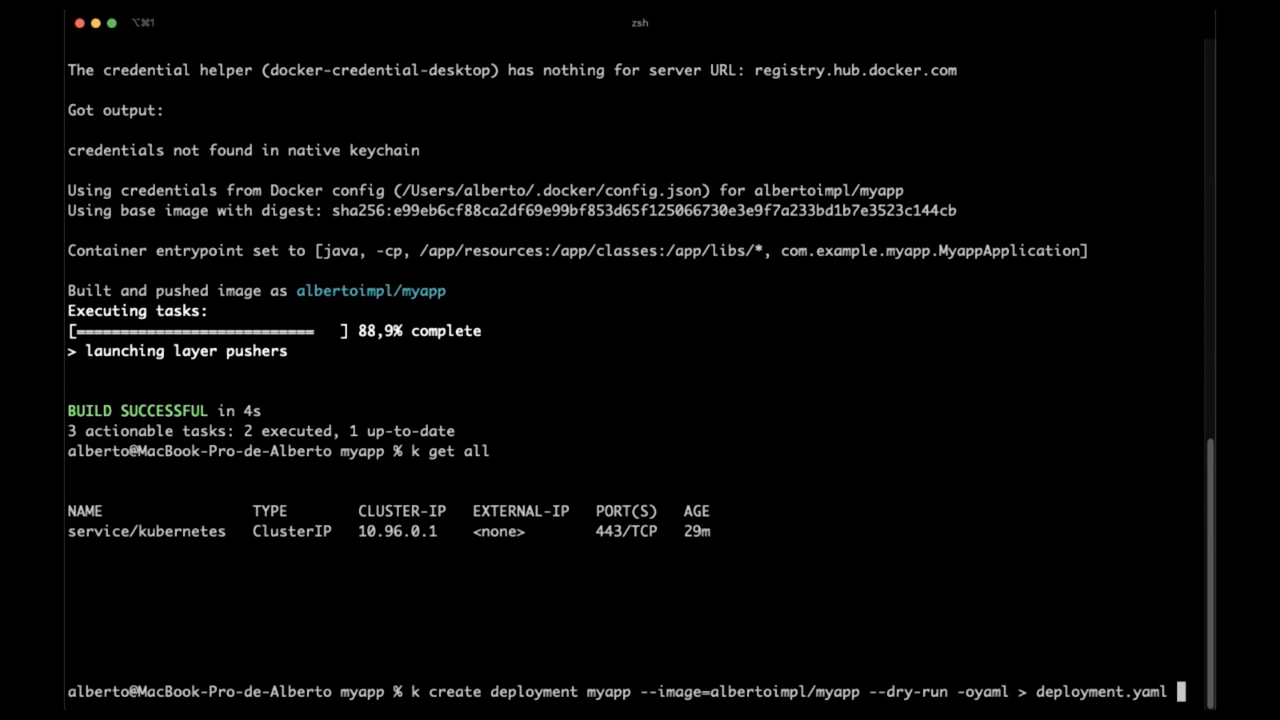 ⌥⌘1 zsh
The credential helper (docker-credential-desktop) has nothing for server URL: registry.hub.docker.com
Got output:
credentials not found in native keychain
Using credentials from Docker config (/Users/alberto/.docker/config.json) for albertoimpl/myapp
Using base image with digest: sha256:e99eb6cf88ca2df69e99bf853d65f125066730e3e9f7a233bd1b7e3523c144cb
Container entrypoint set to [java, -cp, /app/resources:/app/classes:/app/libs/*, com.example.myapp.MyappApplication]
Built and pushed image as albertoimpl/myapp
Executing tasks:
[===========================   ] 88,9% complete
> launching layer pushers
BUILD SUCCESSFUL in 4s
3 actionable tasks: 2 executed, 1 up-to-date
alberto@MacBook-Pro-de-Alberto myapp % k get all
NAME TYPE CLUSTER-IP EXTERNAL-IP PORT(S) AGE
service/kubernetes ClusterIP 10.96.0.1 <none> 443/TCP 29m
alberto@MacBook-Pro-de-Alberto myapp % k create deployment myapp --image=albertoimpl/myapp --dry-run -oyaml > deployment.yaml